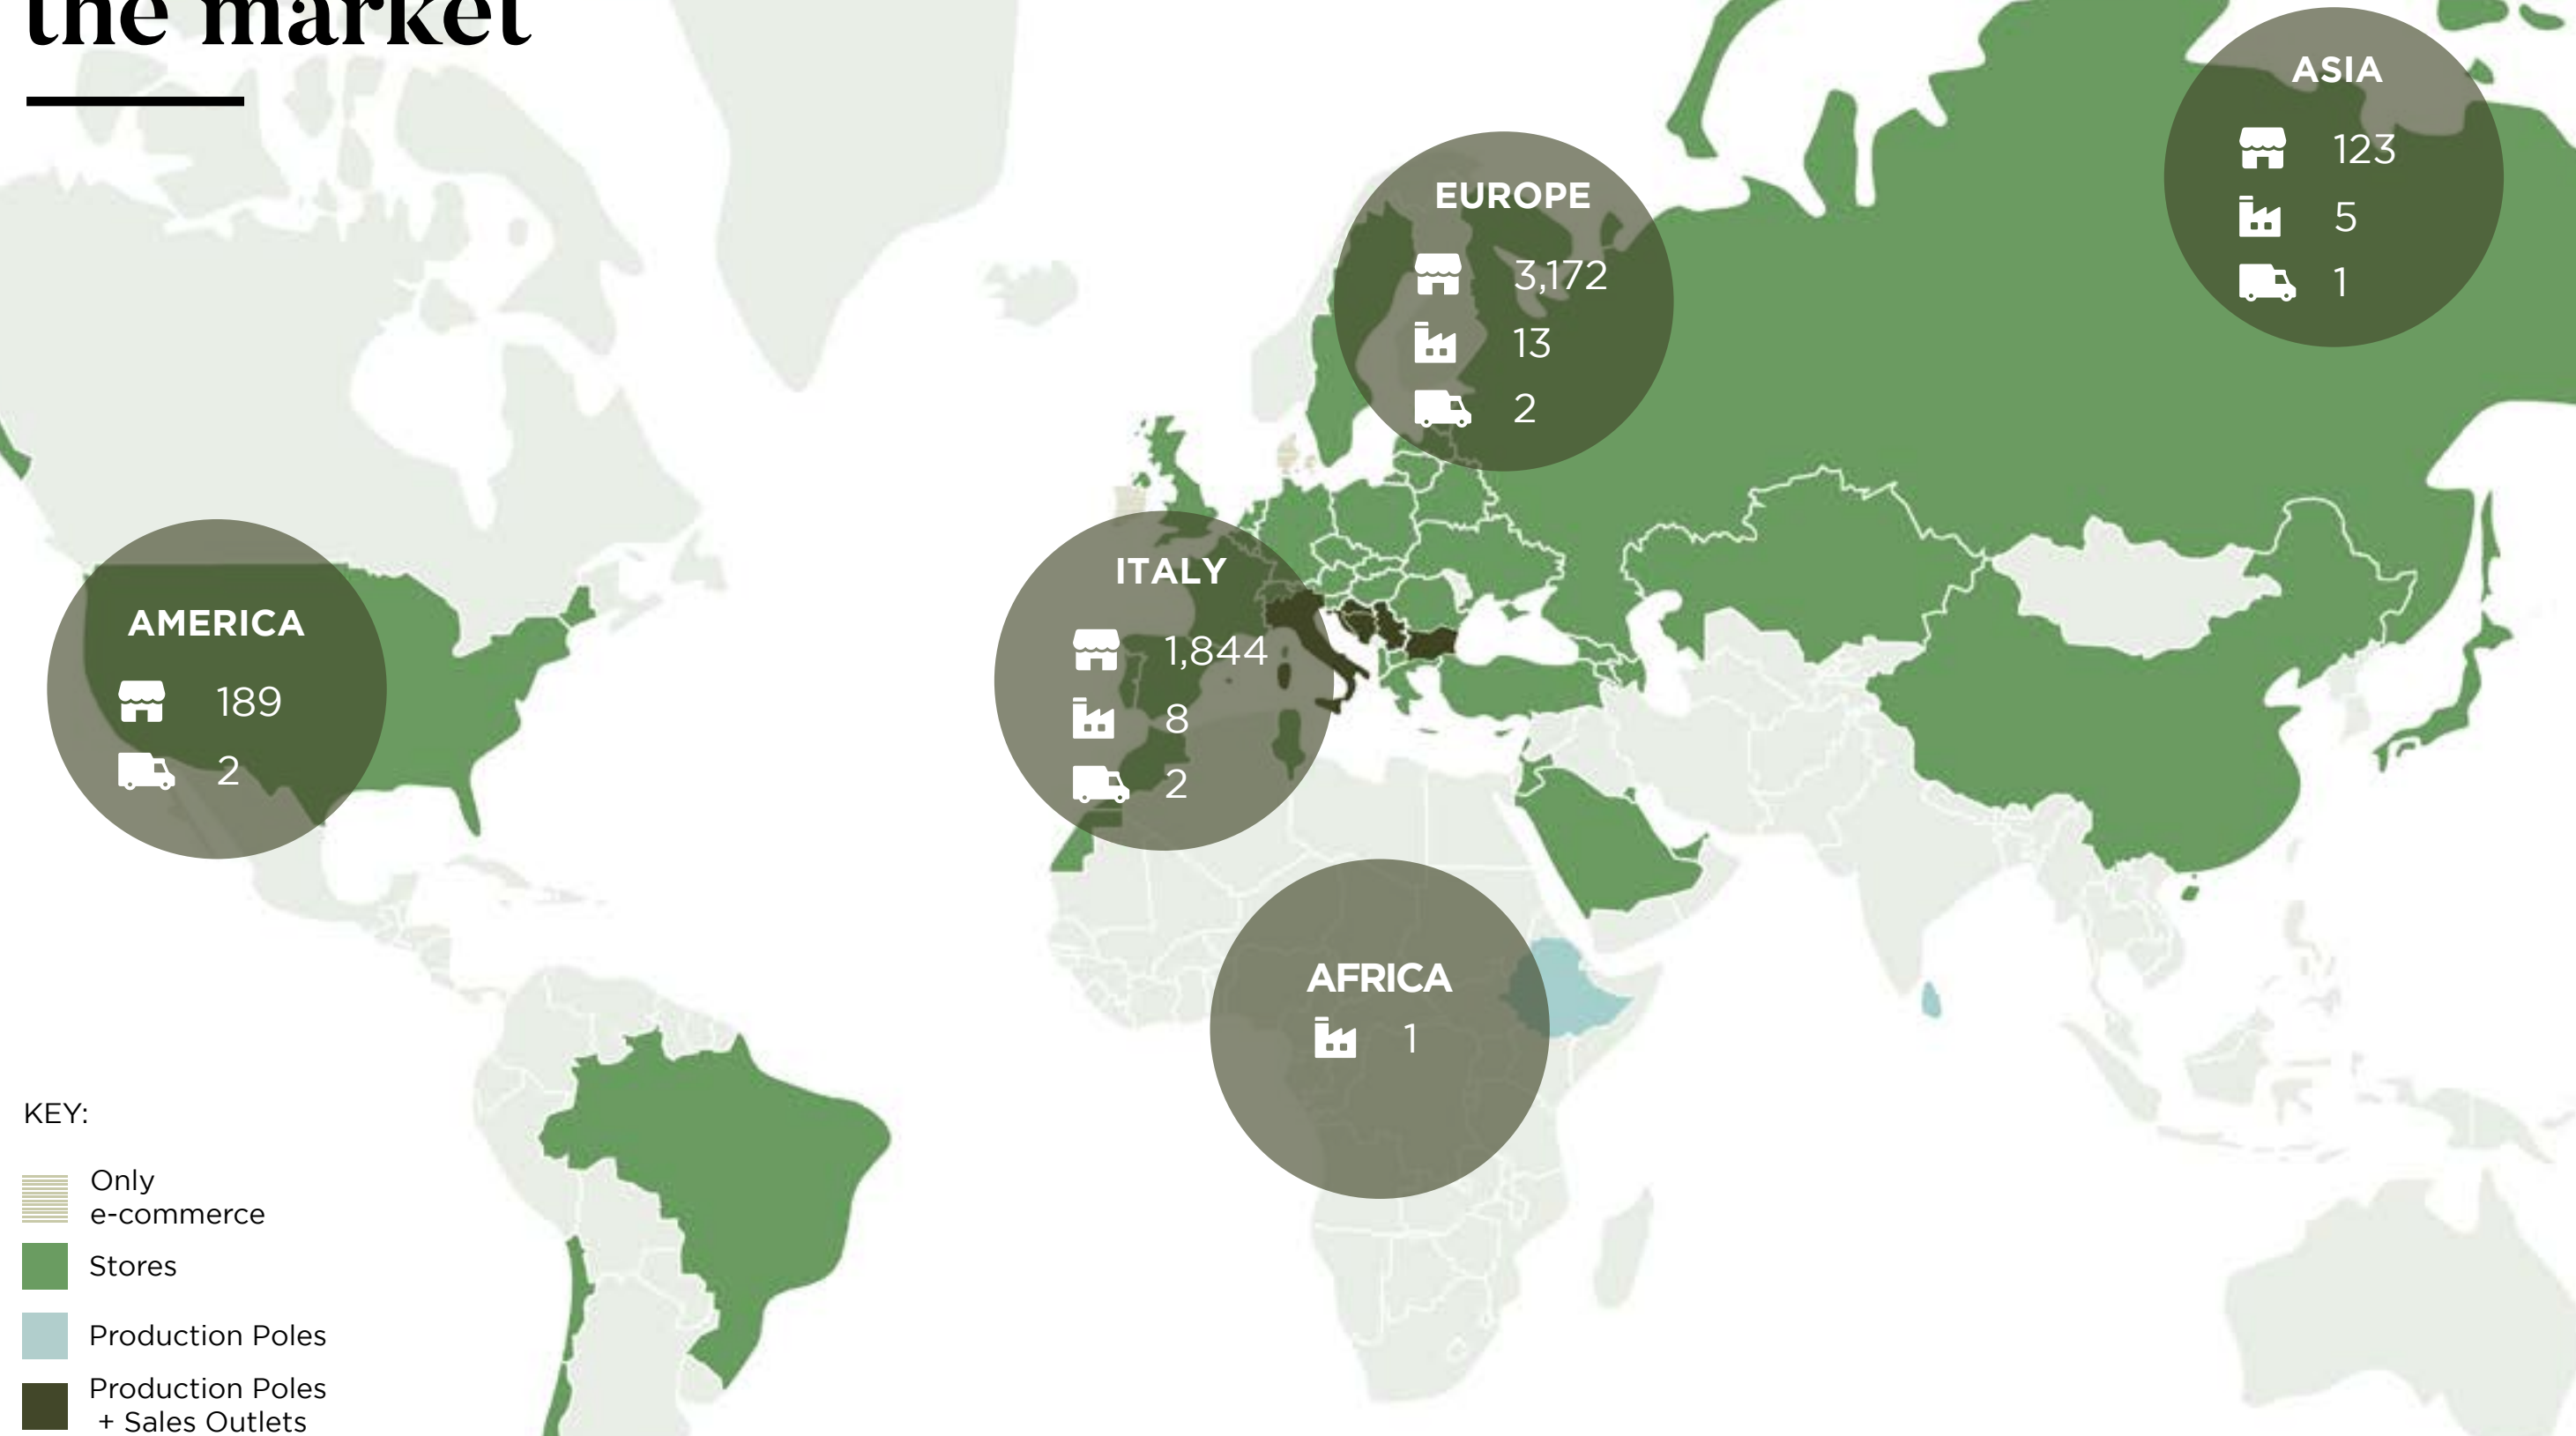 the market
ASIA
123
5
1
EUROPE
3,172
13
2
ITALY
1,844
8
2
AMERICA
189
2
AFRICA
1
KEY:
Only
e-commerce
Stores
Production Poles
Production Poles
+ Sales Outlets